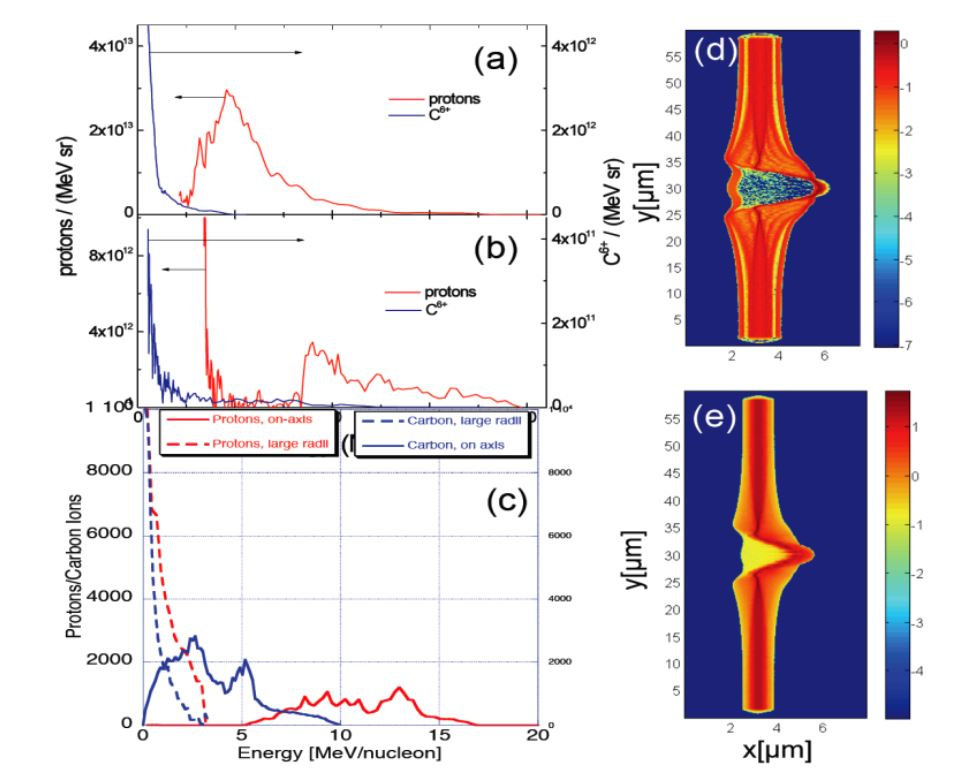 (a)
4x10¹³
2x10¹³
0
4x10¹²
2x10¹²
0
protons
C⁶⁺
protons / (MeV sr)
C⁶⁺ / (MeV sr)
(b)
8x10¹²
4x10¹²
4x10¹¹
2x10¹¹
0
protons
C⁶⁺
Protons, on-axis
Protons, large radii
Carbon, large radii
Carbon, on axis
(c)
8000
6000
4000
2000
0
8000
6000
4000
2000
0
Protons/Carbon Ions
0
5
10
15
20
Energy [MeV/nucleon]
(d)
55
50
45
40
35
30
25
20
15
10
5
y[µm]
2
4
6
0
-1
-2
-3
-4
-5
-6
-7
(e)
55
50
45
40
35
30
25
20
15
10
5
y[µm]
2
4
6
x[µm]
1
0
-1
-2
-3
-4
-5